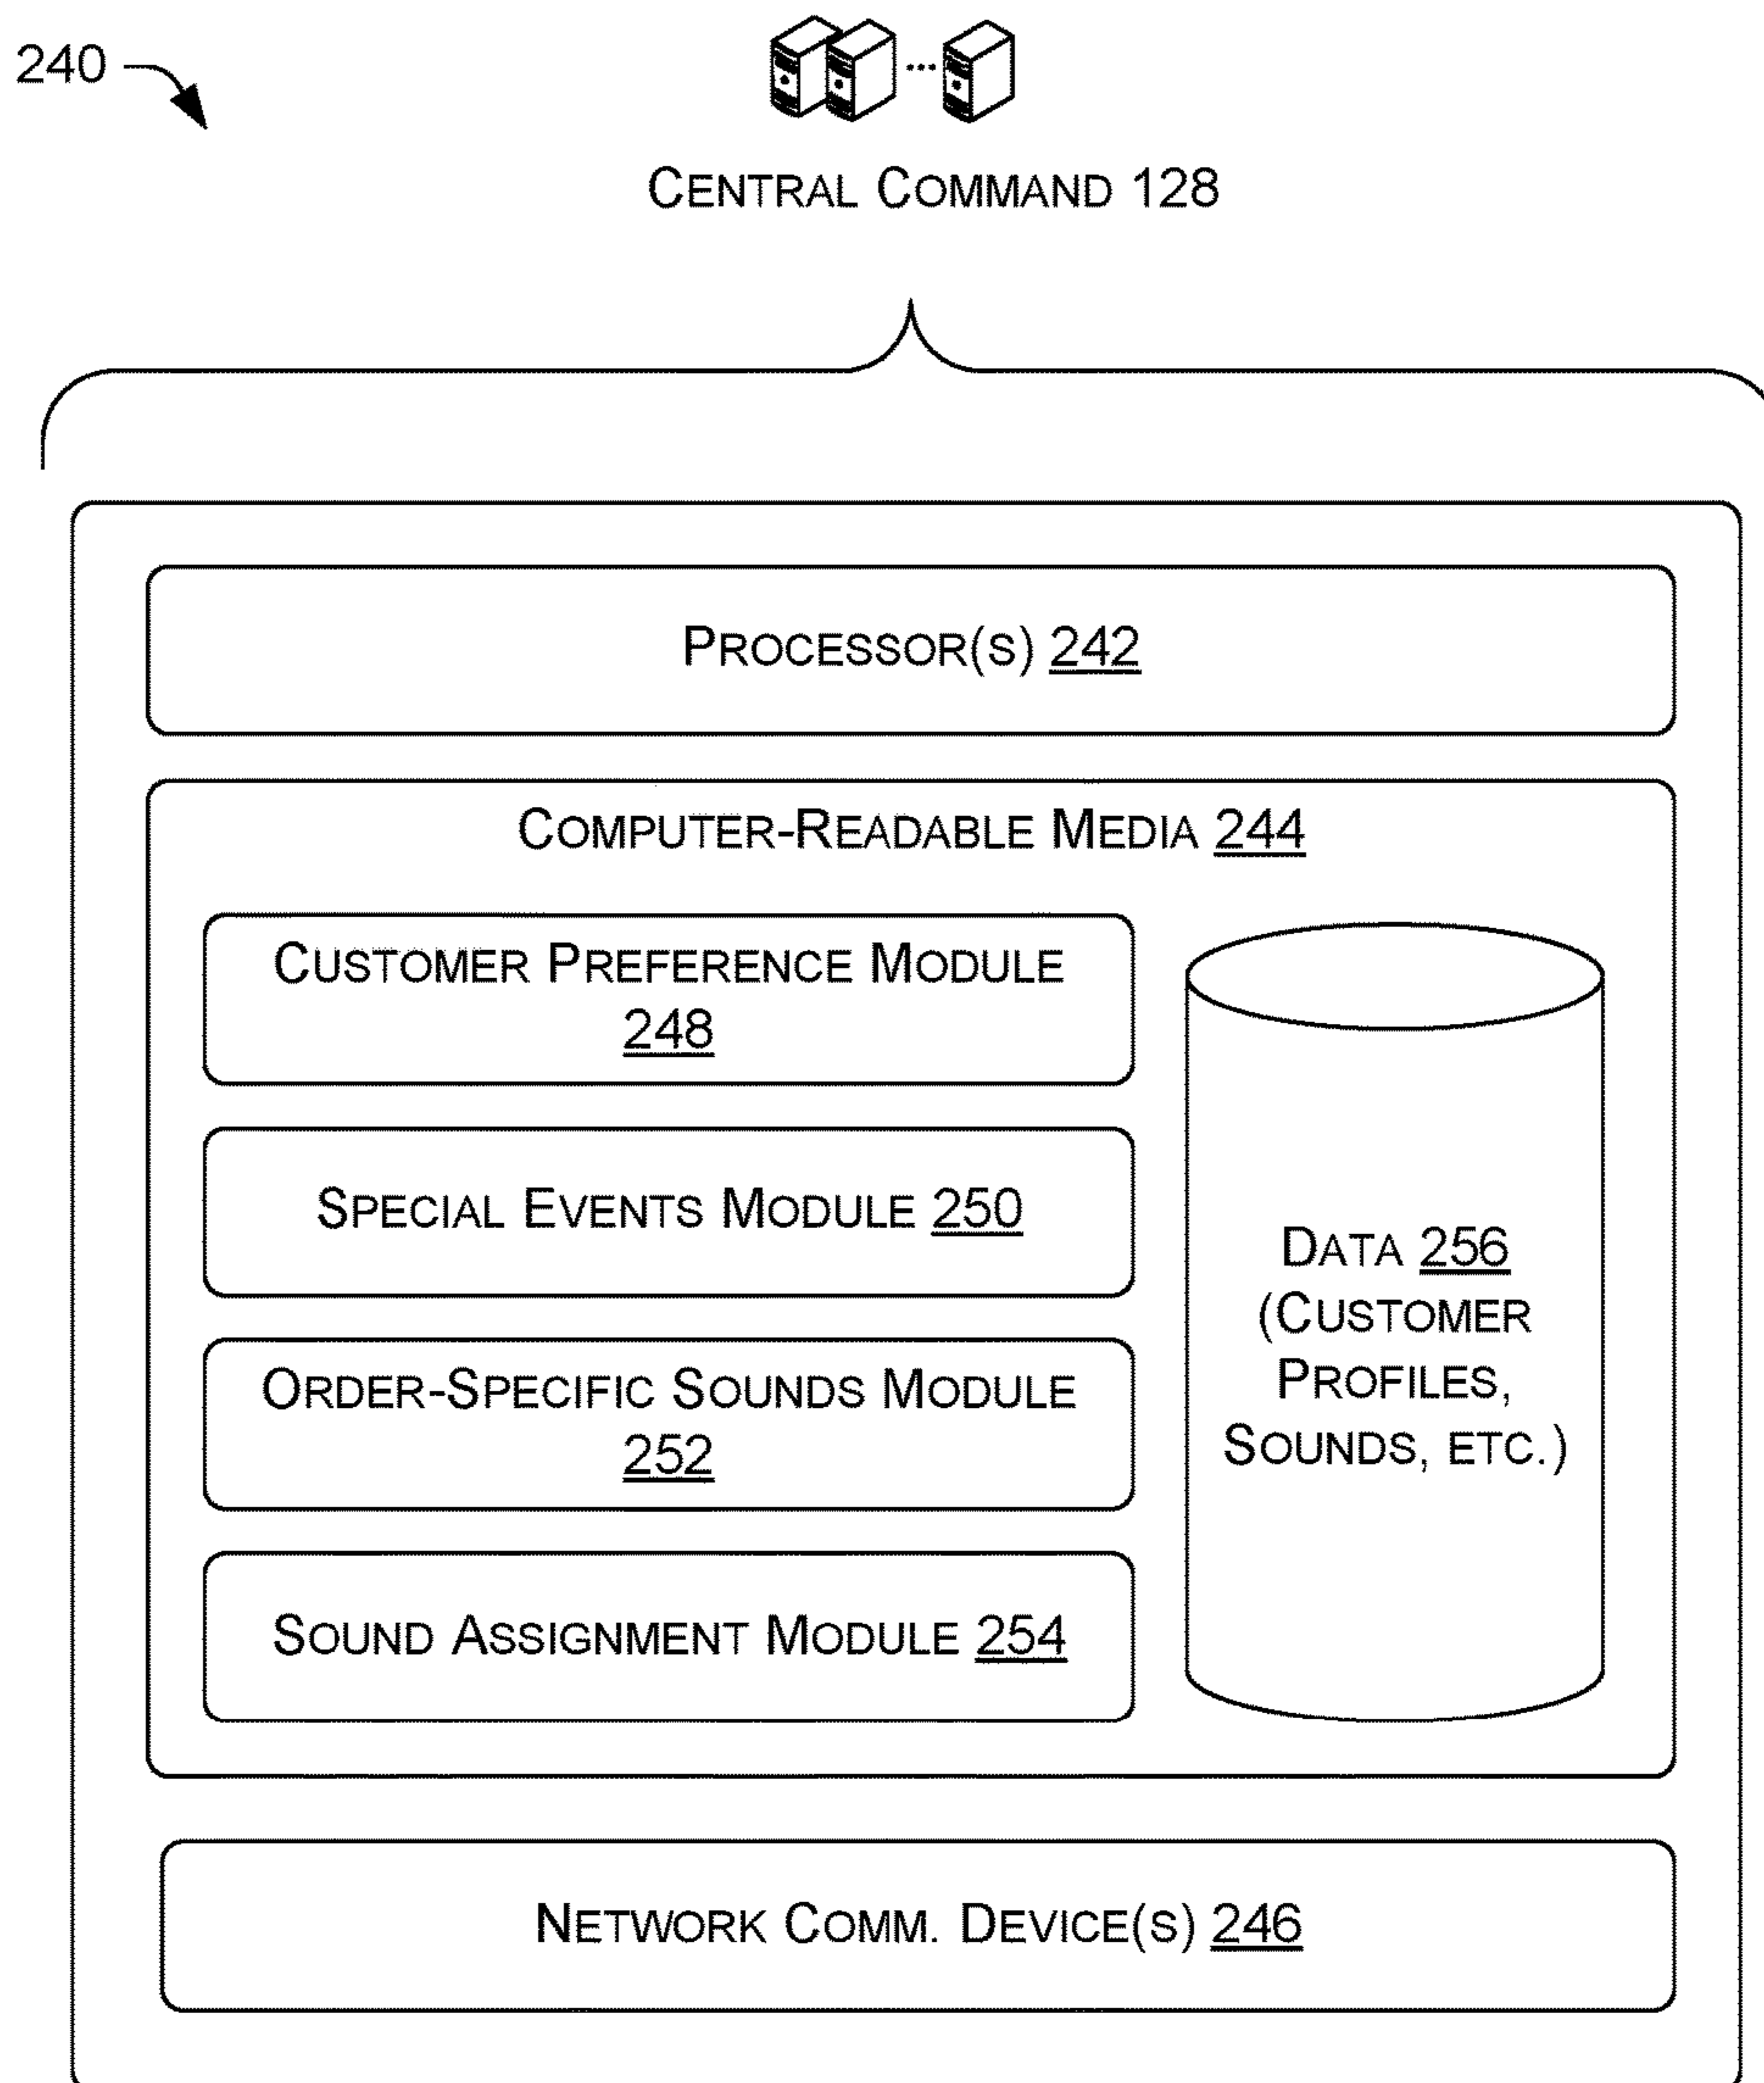 240
CENTRAL COMMAND 128
PROCESSOR(S) 242
COMPUTER-READABLE MEDIA 244
CUSTOMER PREFERENCE MODULE
248
SPECIAL EVENTS MODULE 250
ORDER-SPECIFIC SOUNDS MODULE
252
SOUND ASSIGNMENT MODULE 254
DATA 256
(CUSTOMER
PROFILES,
SOUNDS, ETC.)
NETWORK COMM. DEVICE(S) 246